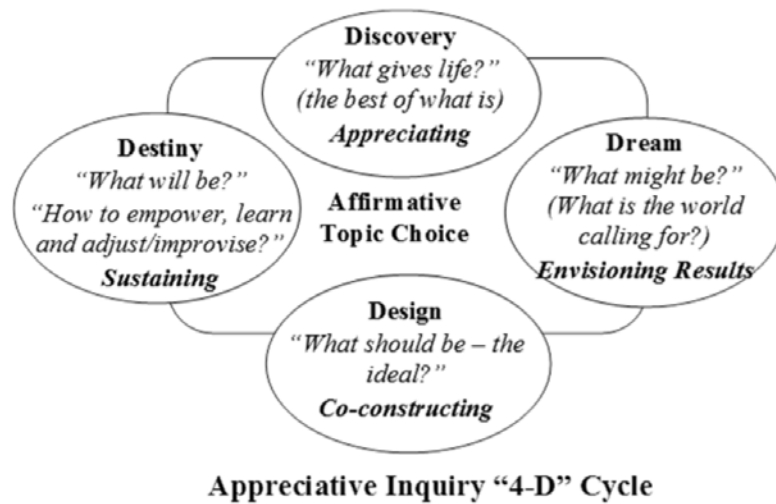 Discovery
“What gives life?”
(the best of what is)
Appreciating
Destiny
“What will be?”
“How to empower, learn
and adjust/improvise?”
Sustaining
Affirmative
Topic Choice
Dream
“What might be?”
(What is the world
calling for?)
Envisioning Results
Design
“What should be – the
ideal?”
Co-constructing
Appreciative Inquiry “4-D” Cycle